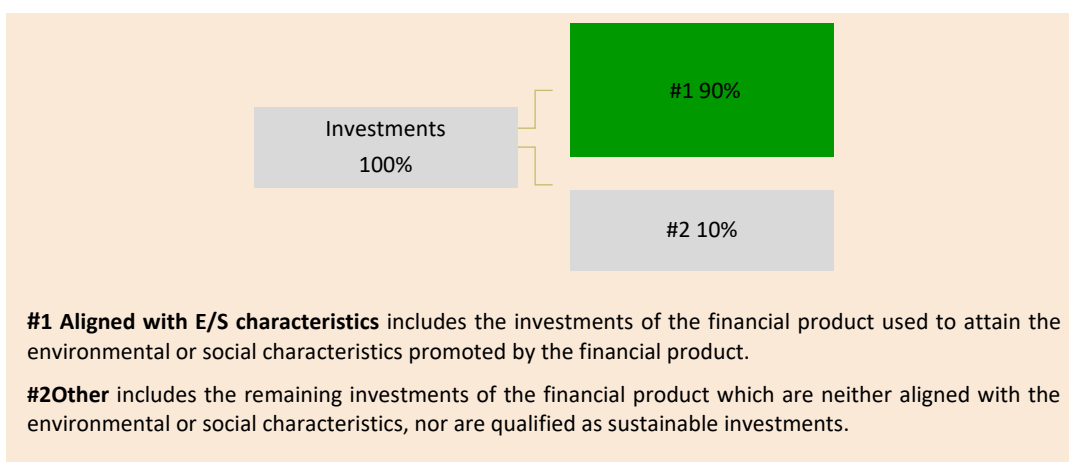 #1 90%
Investments
100%
#2 10%
#1 Aligned with E/S characteristics includes the investments of the financial product used to attain the
environmental or social characteristics promoted by the financial product.
#2Other includes the remaining investments of the financial product which are neither aligned with the
environmental or social characteristics, nor are qualified as sustainable investments.